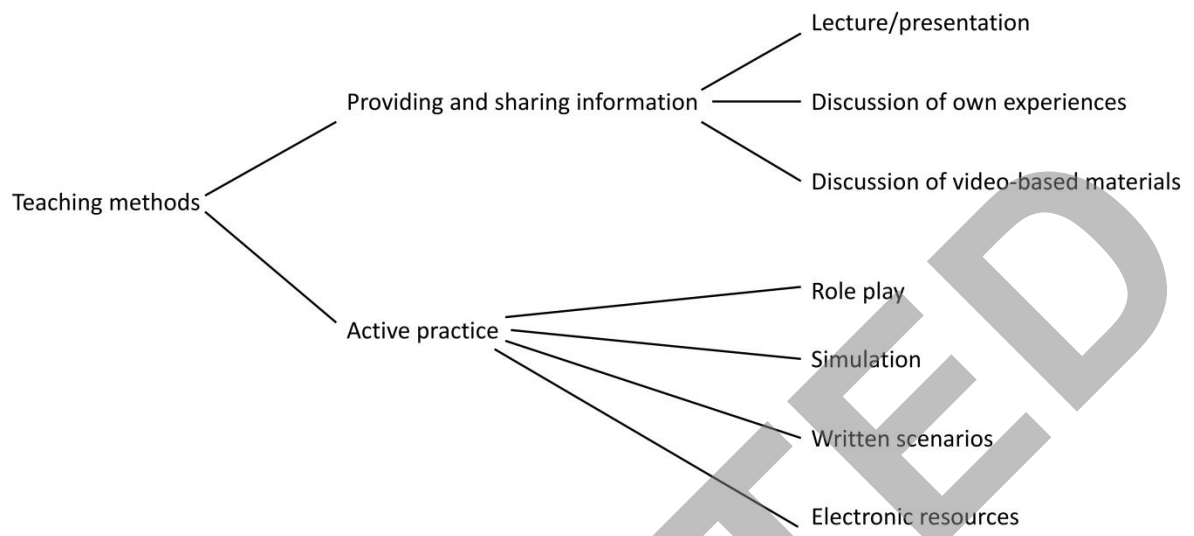 Teaching methods
Providing and sharing information
Lecture/presentation
Discussion of own experiences
Discussion of video-based materials
Active practice
Role play
Simulation
Written scenarios
Electronic resources
TED